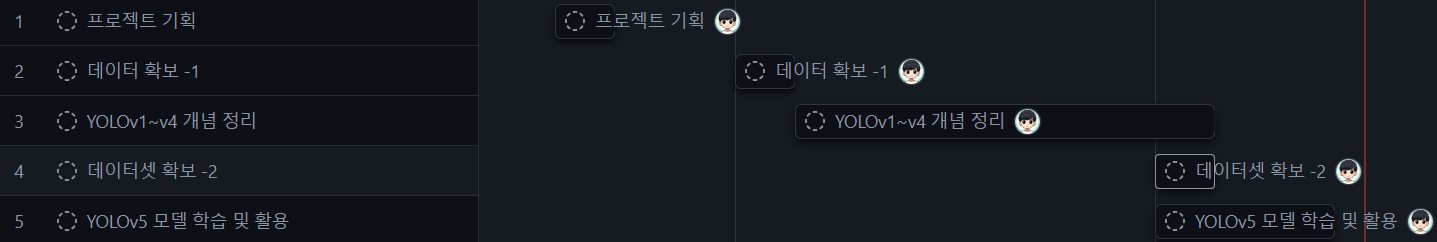 1 프로젝트 기획 프로젝트 기획
2 데이터 확보 -1 데이터 확보 -1
3 YOLOv1~v4 개념 정리 YOLOv1~v4 개념 정리
4 데이터셋 확보 -2 데이터셋 확보 -2
5 YOLOv5 모델 학습 및 활용 YOLOv5 모델 학습 및 활용